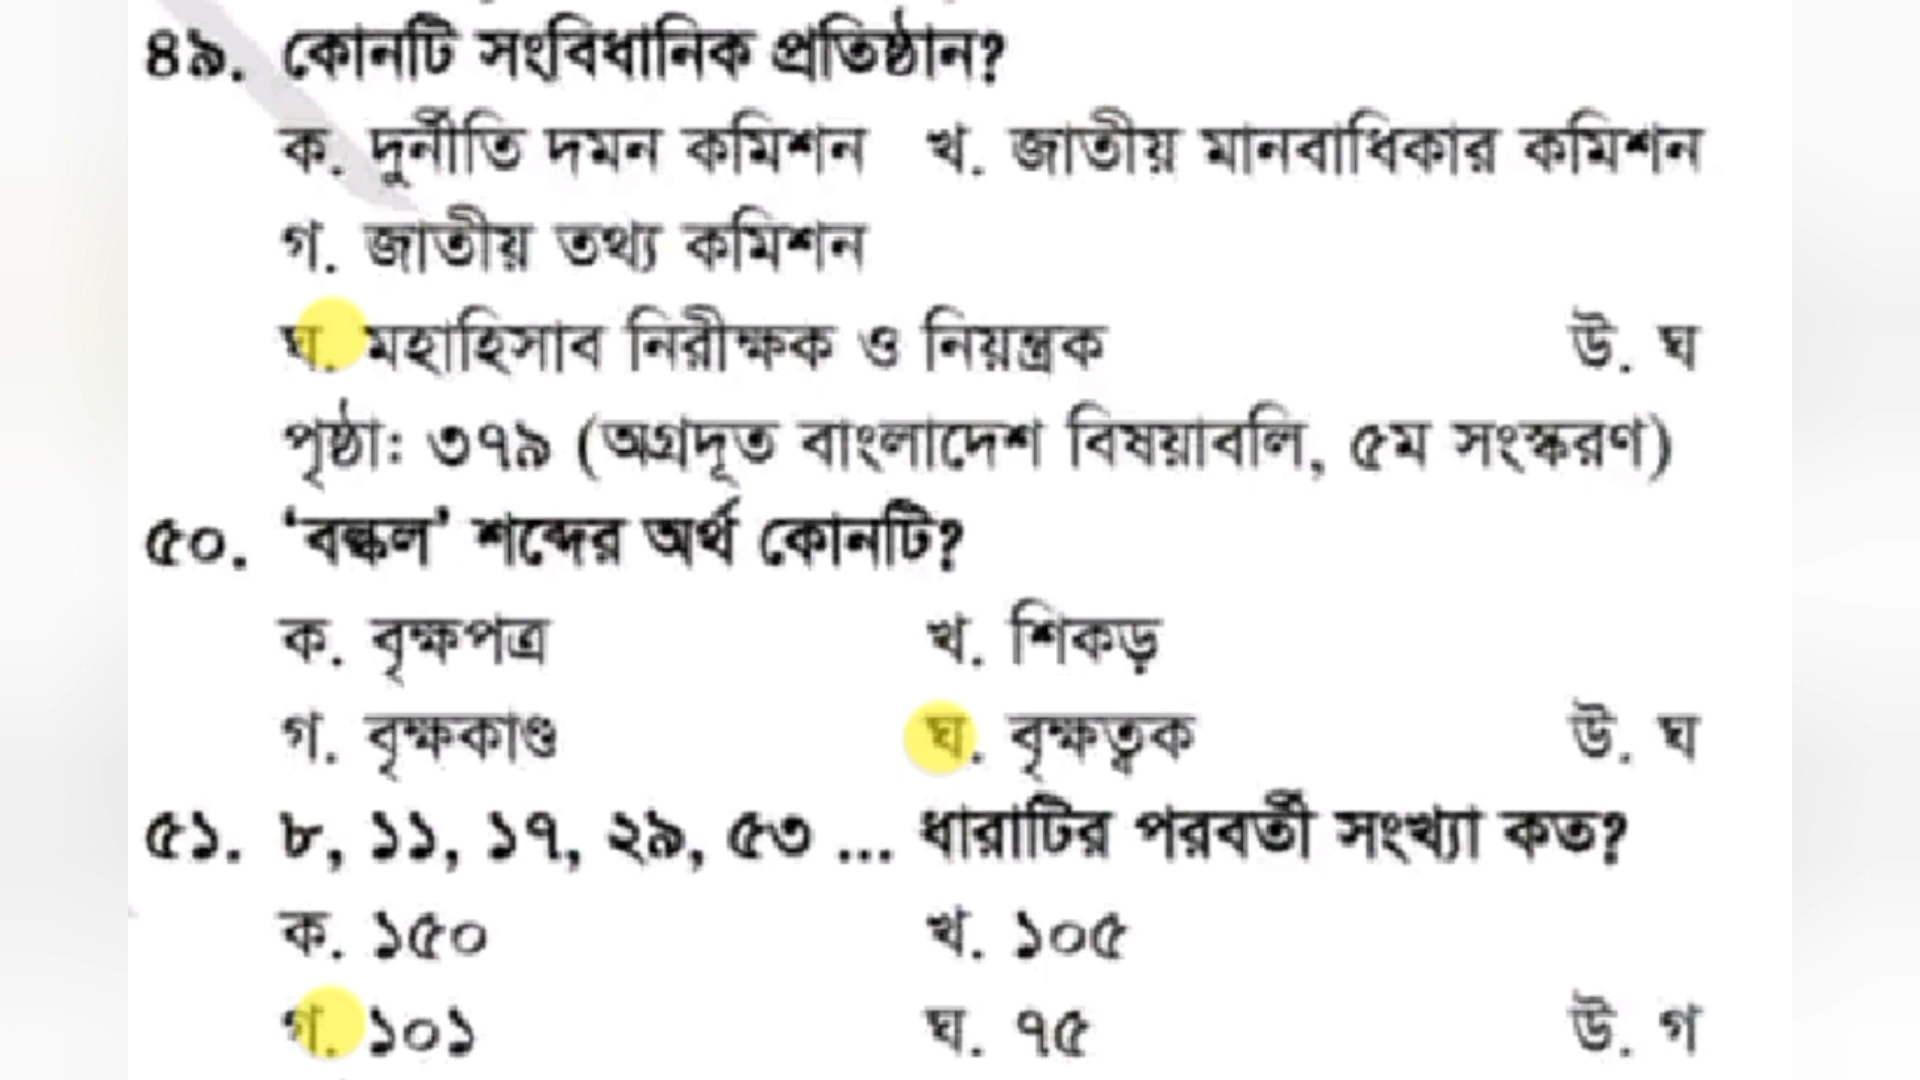 ৪৯. কোনটি সংবিধানিক প্রতিষ্ঠান?
ক. দুর্নীতি দমন কমিশন খ. জাতীয় মানবাধিকার কমিশন
গ. জাতীয় তথ্য কমিশন
ঘ. মহাহিসাব নিরীক্ষক ও নিয়ন্ত্রক উ. ঘ
পৃষ্ঠা: ৩৭৯ (অগ্রদূত বাংলাদেশ বিষয়াবলি, ৫ম সংস্করণ)
৫০. ‘বল্কল’ শব্দের অর্থ কোনটি?
ক. বৃক্ষপত্র খ. শিকড়
গ. বৃক্ষকাণ্ড ঘ. বৃক্ষত্বক উ. ঘ
৫১. ৮, ১১, ১৭, ২৯, ৫৩ ... ধারাটির পরবর্তী সংখ্যা কত?
ক. ১৫০ খ. ১০৫
গ. ১০১ ঘ. ৭৫ উ. গ